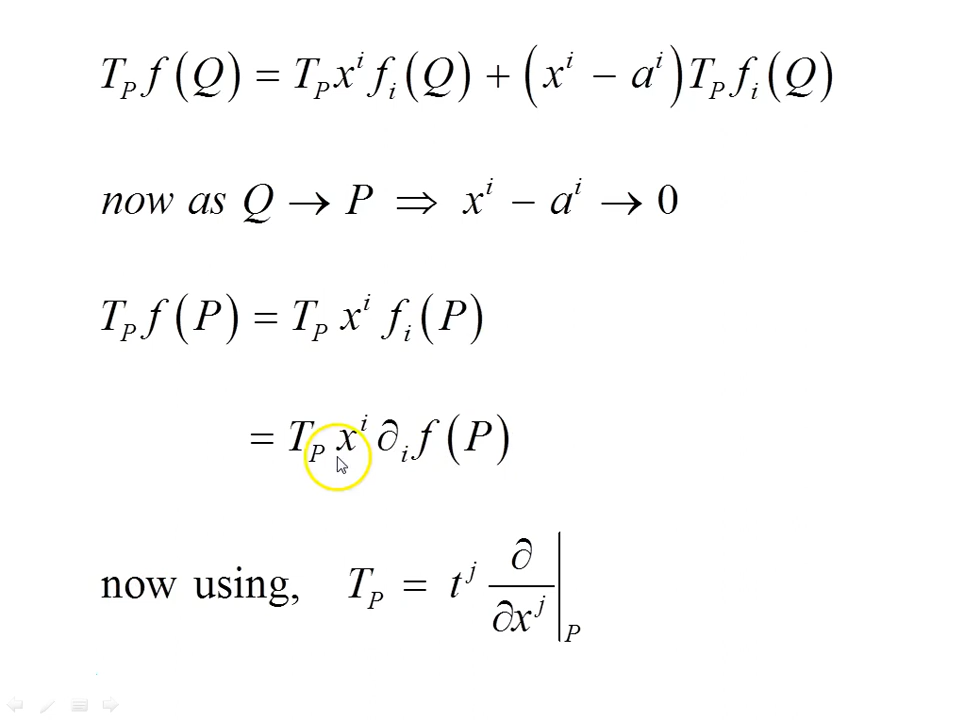 T_P f(Q) = T_P x^i f_i(Q) + (x^i − a^i) T_P f_i(Q)
now as Q → P ⇒ x^i − a^i → 0
T_P f(P) = T_P x^i f_i(P)
= T_P x^i ∂_i f(P)
now using, T_P = t^j ∂/∂x^j |_P